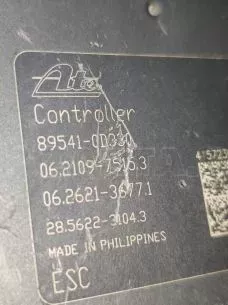 Ate
Controller
89541-0D330
06.2109-7515.3
06.2621-3677.1
28.5622-3104.3
MADE IN PHILIPPINES
ESC